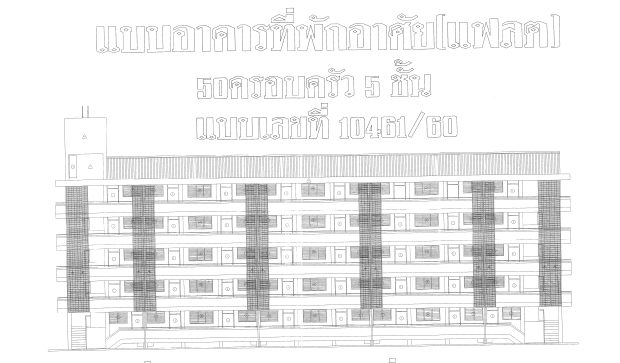 แบบอาคารที่พักอาศัย(แฟลต)
50ครอบครัว 5 ชั้น
แบบเลขที่ 10461/60